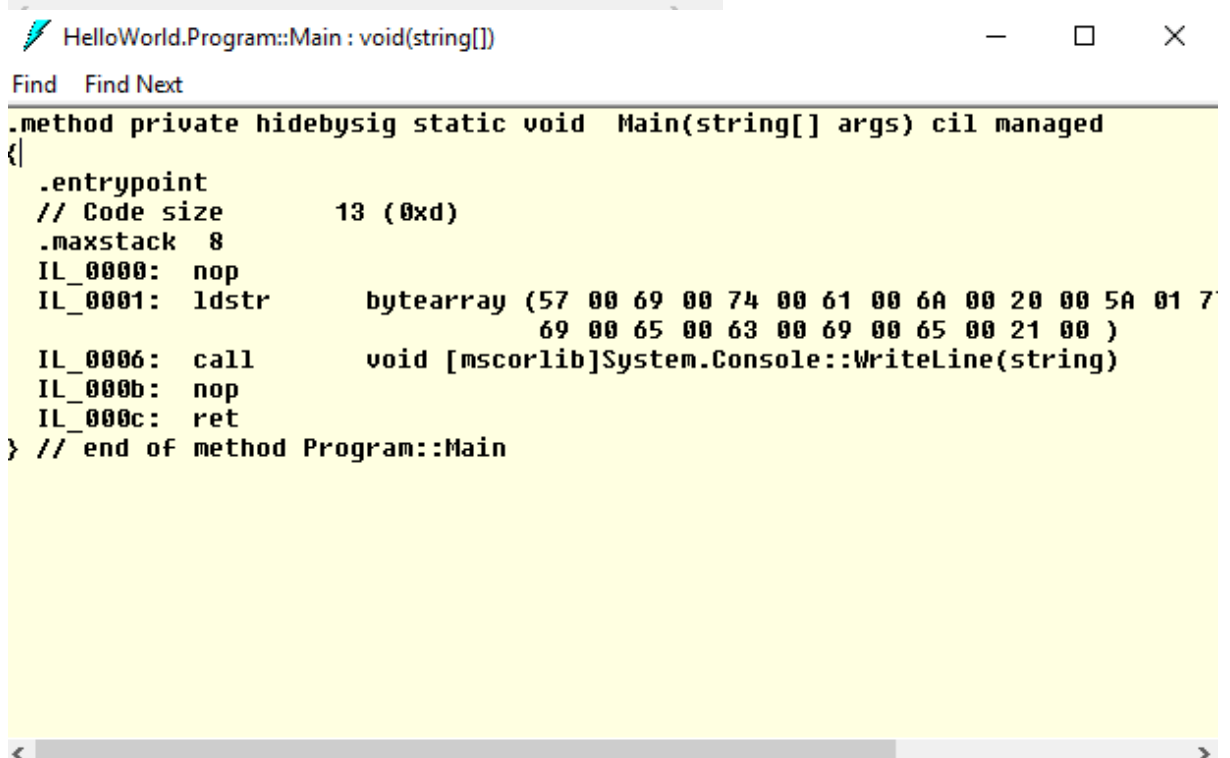 HelloWorld.Program::Main : void(string[])
Find Find Next
.method private hidebysig static void  Main(string[] args) cil managed
{
  .entrypoint
  // Code size       13 (0xd)
  .maxstack  8
  IL_0000:  nop
  IL_0001:  ldstr      bytearray (57 00 69 00 74 00 61 00 6A 00 20 00 5A 01
                                  69 00 65 00 63 00 69 00 65 00 21 00 )
  IL_0006:  call       void [mscorlib]System.Console::WriteLine(string)
  IL_000b:  nop
  IL_000c:  ret
} // end of method Program::Main